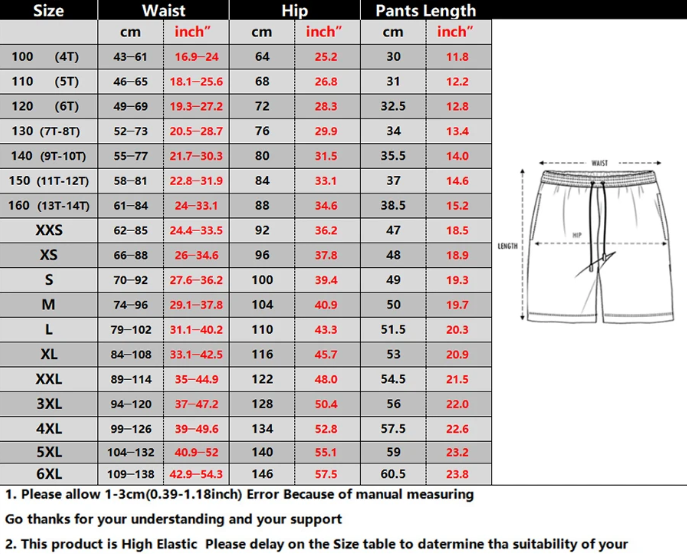 Size Waist Hip Pants Length
cm inch” cm inch” cm inch”
100 (4T) 43–61 16.9–24 64 25.2 30 11.8
110 (5T) 46–65 18.1–25.6 68 26.8 31 12.2
120 (6T) 49–69 19.3–27.2 72 28.3 32.5 12.8
130 (7T-8T) 52–73 20.5–28.7 76 29.9 34 13.4
140 (9T-10T) 55–77 21.7–30.3 80 31.5 35.5 14.0
150 (11T-12T) 58–81 22.8–31.9 84 33.1 37 14.6
160 (13T-14T) 61–84 24–33.1 88 34.6 38.5 15.2
XXS 62–85 24.4–33.5 92 36.2 47 18.5
XS 66–88 26–34.6 96 37.8 48 18.9
S 70–92 27.6–36.2 100 39.4 49 19.3
M 74–96 29.1–37.8 104 40.9 50 19.7
L 79–102 31.1–40.2 110 43.3 51.5 20.3
XL 84–108 33.1–42.5 116 45.7 53 20.9
XXL 89–114 35–44.9 122 48.0 54.5 21.5
3XL 94–120 37–47.2 128 50.4 56 22.0
4XL 99–126 39–49.6 134 52.8 57.5 22.6
5XL 104–132 40.9–52 140 55.1 59 23.2
6XL 109–138 42.9–54.3 146 57.5 60.5 23.8
WAIST
HIP
LENGTH
1. Please allow 1-3cm(0.39-1.18inch) Error Because of manual measuring
Go thanks for your understanding and your support
2. This product is High Elastic Please delay on the Size table to datermine tha suitability of your